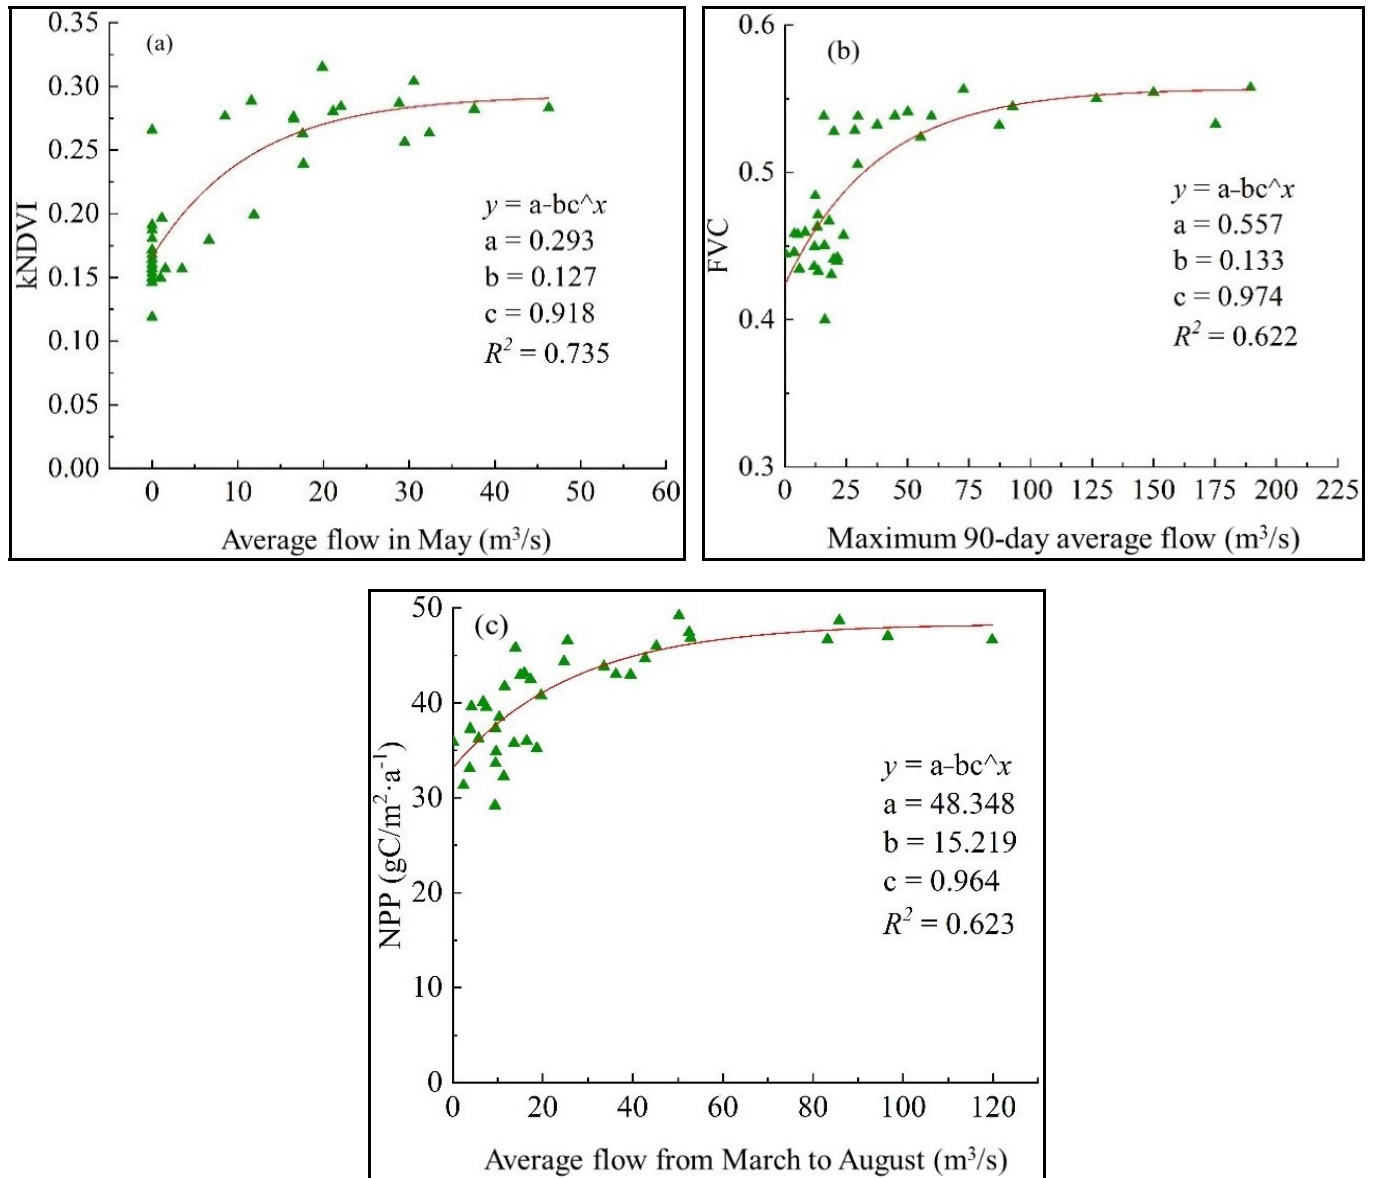 (a)
kNDVI
0.35
0.30
0.25
0.20
0.15
0.10
0.05
0.00
y = a-bc^x
a = 0.293
b = 0.127
c = 0.918
R² = 0.735
0 10 20 30 40 50 60
Average flow in May (m³/s)
(b)
FVC
0.6
0.5
0.4
0.3
y = a-bc^x
a = 0.557
b = 0.133
c = 0.974
R² = 0.622
0 25 50 75 100 125 150 175 200 225
Maximum 90-day average flow (m³/s)
(c)
NPP (gC/m²·a⁻¹)
50
40
30
20
10
0
y = a-bc^x
a = 48.348
b = 15.219
c = 0.964
R² = 0.623
0 20 40 60 80 100 120
Average flow from March to August (m³/s)